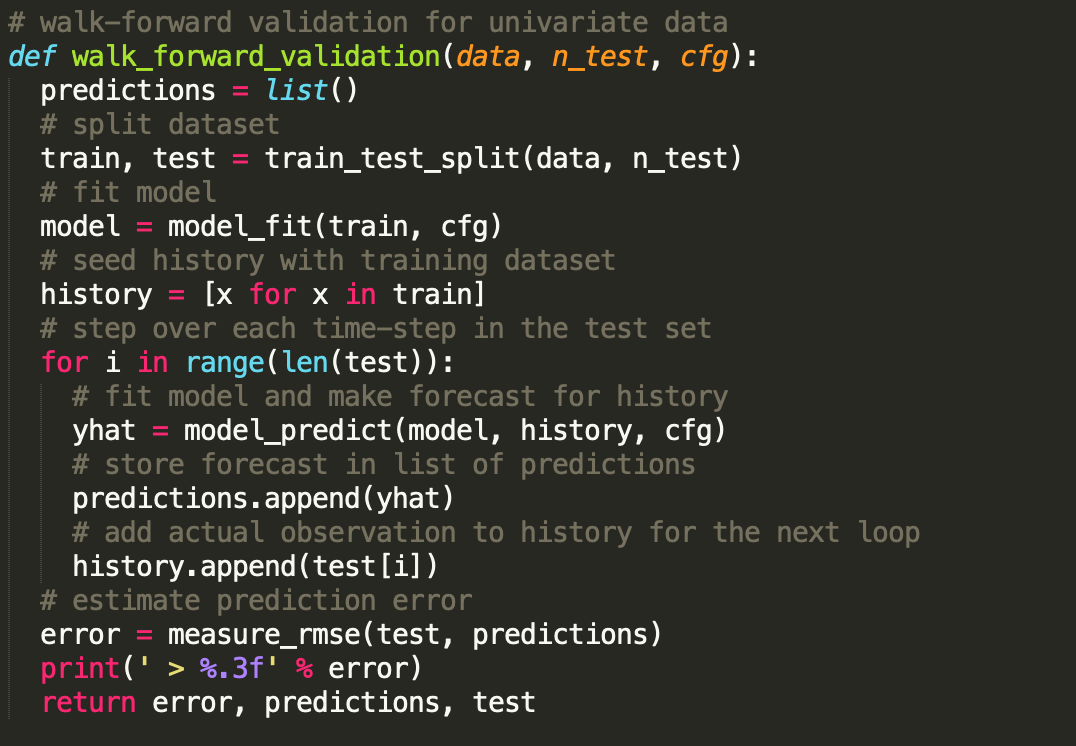 # walk-forward validation for univariate data
def walk_forward_validation(data, n_test, cfg):
  predictions = list()
  # split dataset
  train, test = train_test_split(data, n_test)
  # fit model
  model = model_fit(train, cfg)
  # seed history with training dataset
  history = [x for x in train]
  # step over each time-step in the test set
  for i in range(len(test)):
    # fit model and make forecast for history
    yhat = model_predict(model, history, cfg)
    # store forecast in list of predictions
    predictions.append(yhat)
    # add actual observation to history for the next loop
    history.append(test[i])
  # estimate prediction error
  error = measure_rmse(test, predictions)
  print(' > %.3f' % error)
  return error, predictions, test